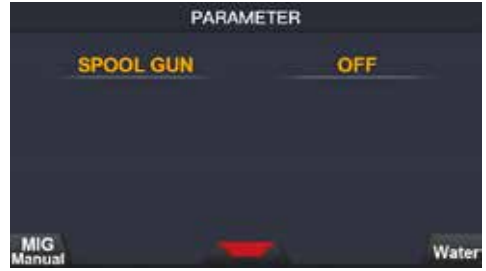 PARAMETER
SPOOL GUN OFF
MIG
Manual
Water